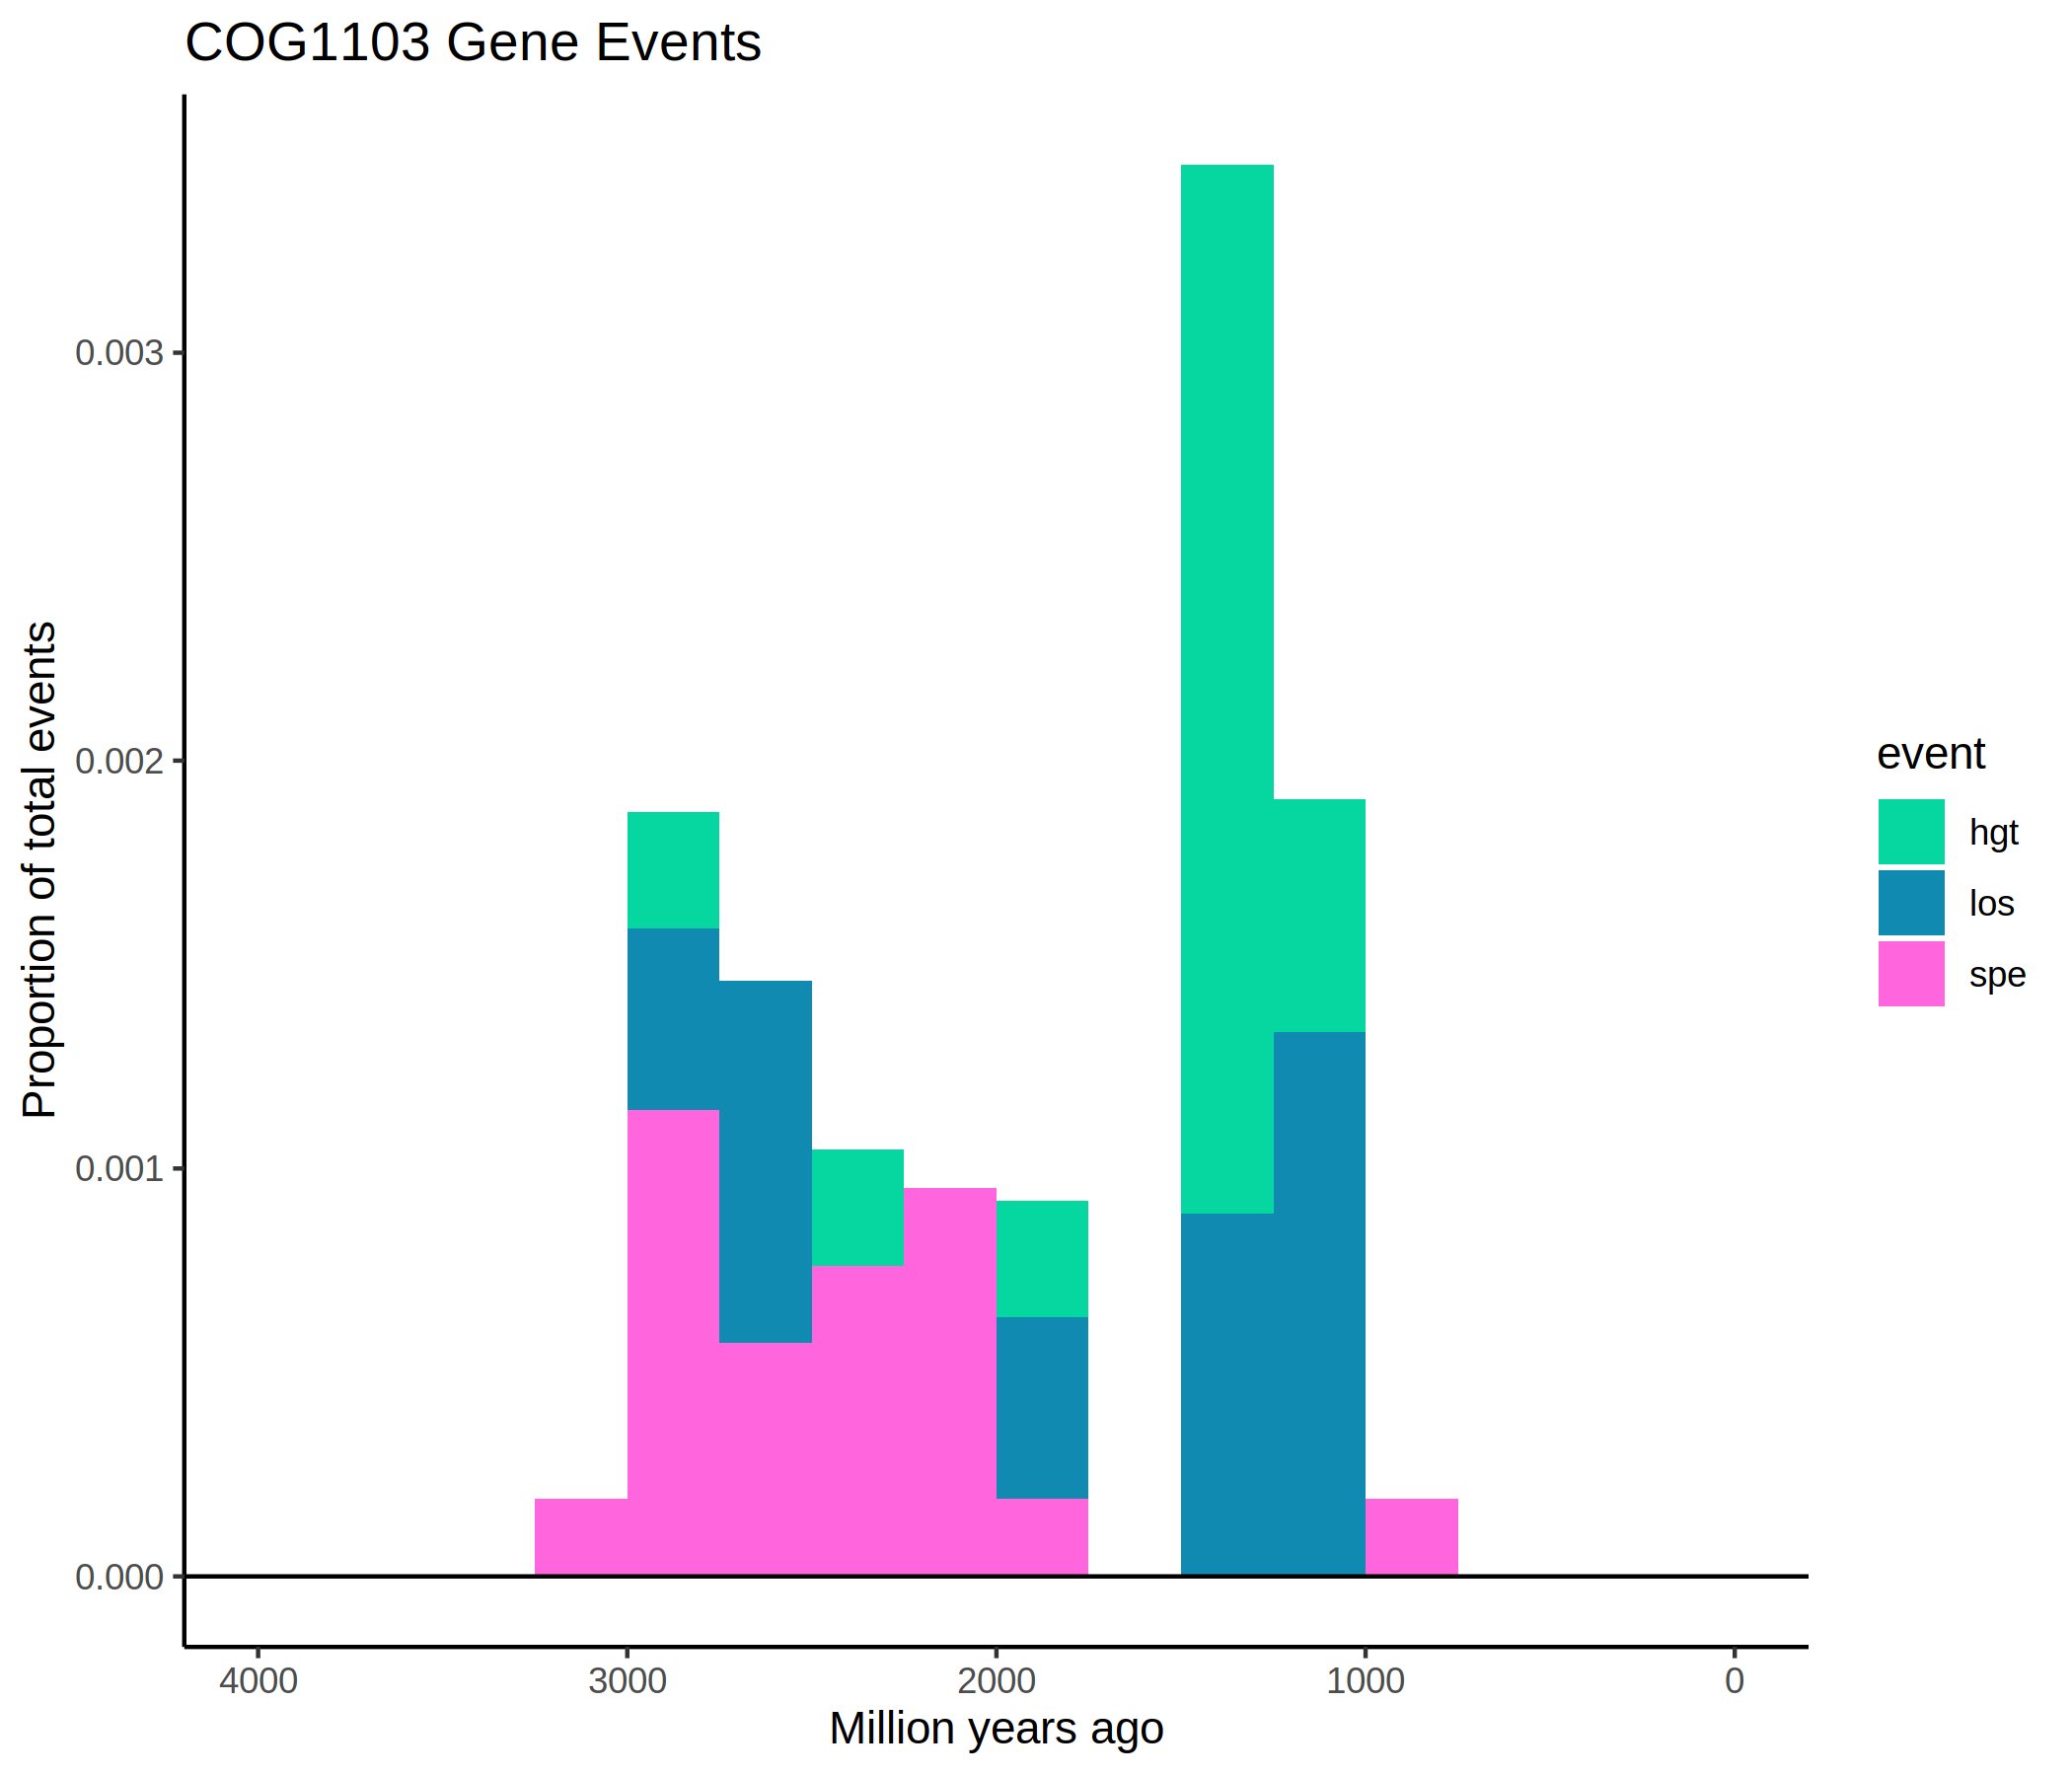 COG1103 Gene Events
Proportion of total events
0.003
0.002
0.001
0.000
4000 3000 2000 1000 0
Million years ago
event
hgt
los
spe